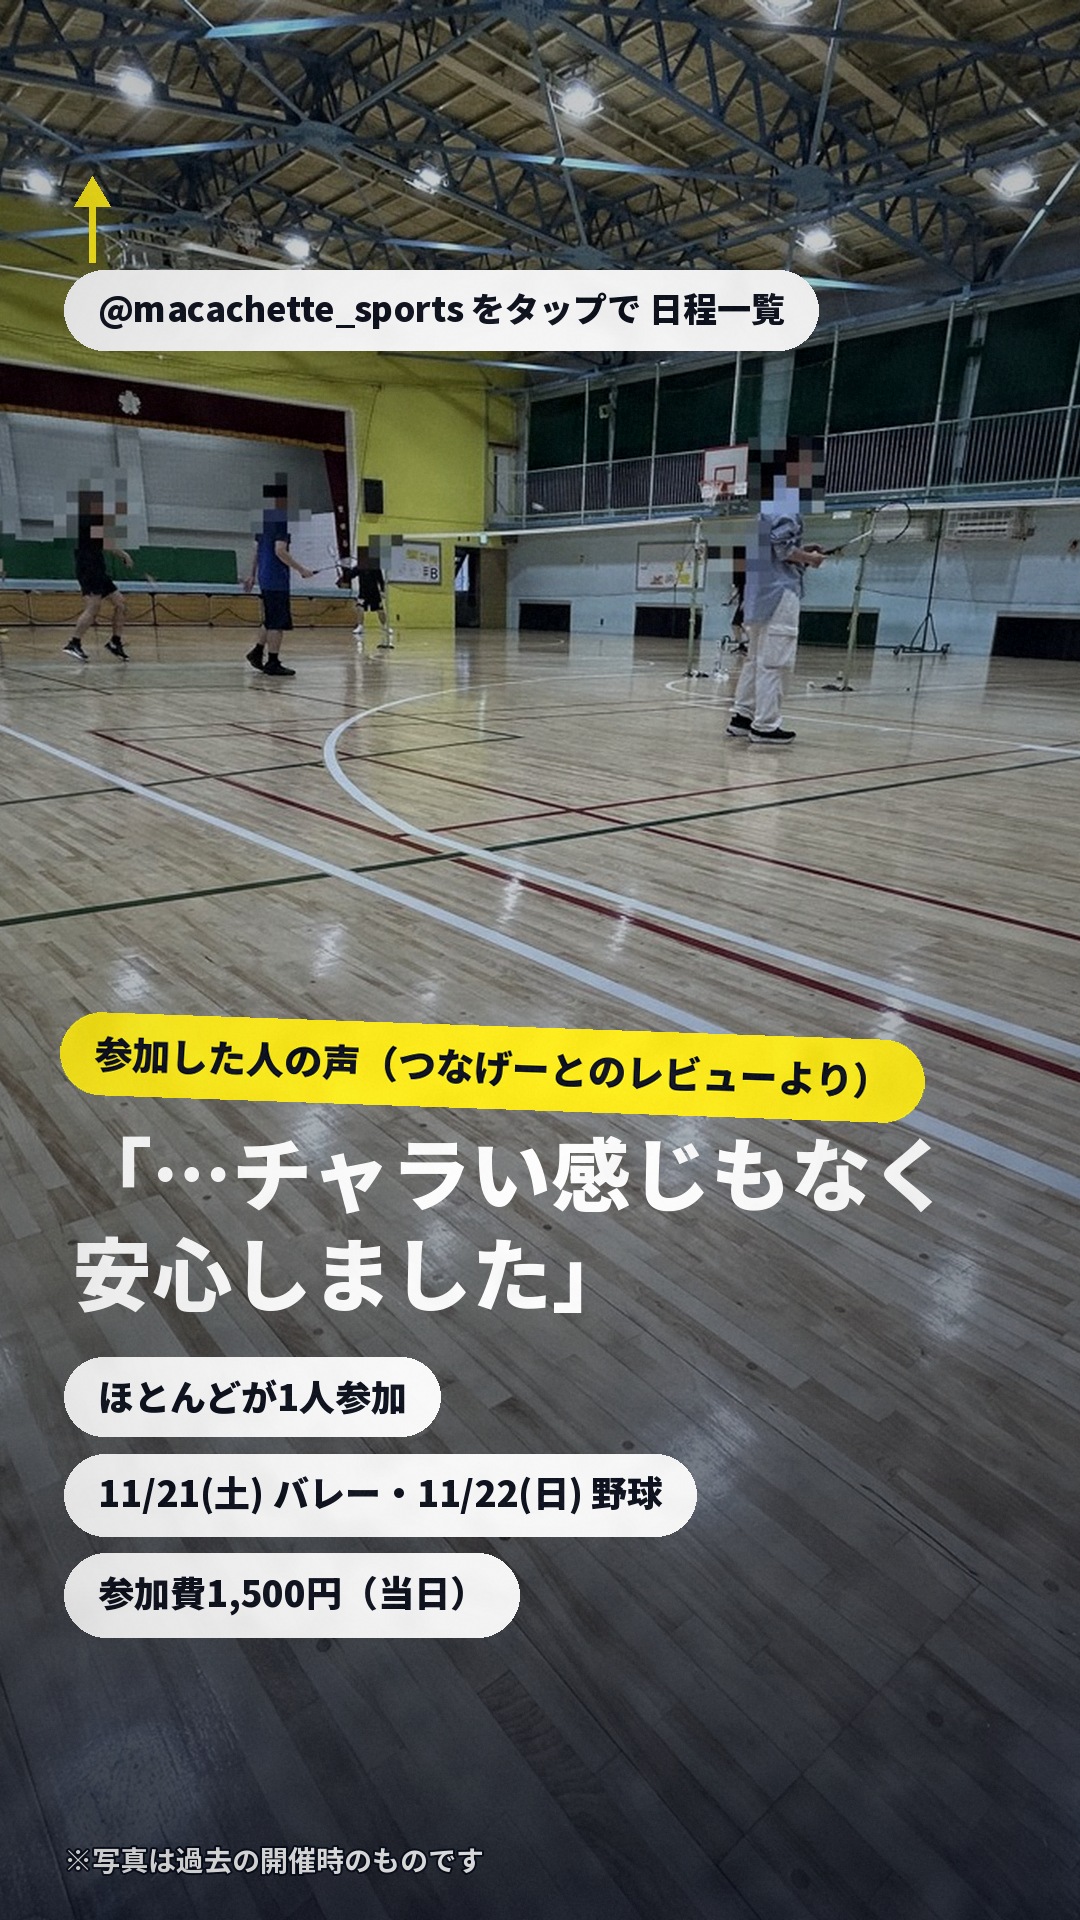 @macachette_sports をタップで 日程一覧
参加した人の声（つなげーとのレビューより）
「…チャラい感じもなく
安心しました」
ほとんどが1人参加
11/21(土) バレー・11/22(日) 野球
参加費1,500円（当日）
※写真は過去の開催時のものです